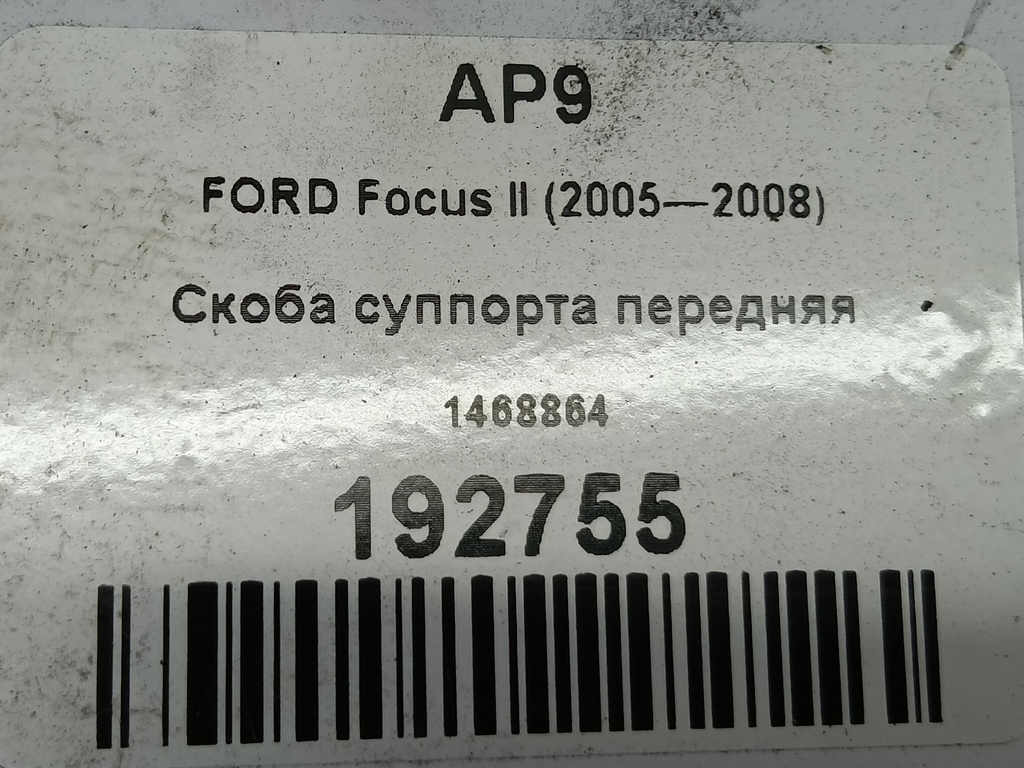 AP9
FORD Focus II (2005—2008)
Скоба суппорта передняя
1468864
192755